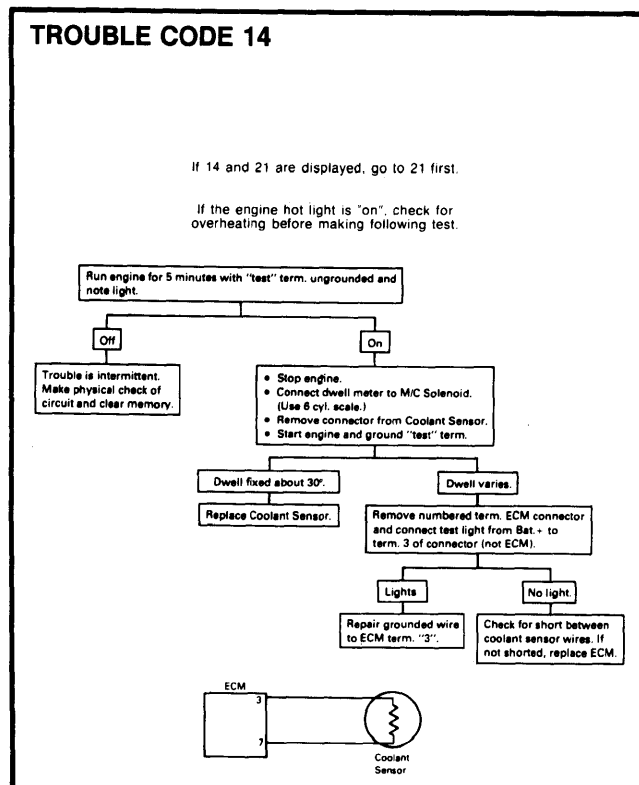 TROUBLE CODE 14
If 14 and 21 are displayed, go to 21 first.
If the engine hot light is "on", check for
overheating before making following test.
Run engine for 5 minutes with "test" term. ungrounded and
note light.
Off
On
Trouble is intermittent.
Make physical check of
circuit and clear memory.
• Stop engine.
• Connect dwell meter to M/C Solenoid.
(Use 6 cyl. scale.)
• Remove connector from Coolant Sensor.
• Start engine and ground "test" term.
Dwell fixed about 30°.
Dwell varies.
Replace Coolant Sensor.
Remove numbered term. ECM connector
and connect test light from Bat.+ to
term. 3 of connector (not ECM).
Lights
No light.
Repair grounded wire
to ECM term. "3".
Check for short between
coolant sensor wires. If
not shorted, replace ECM.
ECM
3
7
Coolant
Sensor